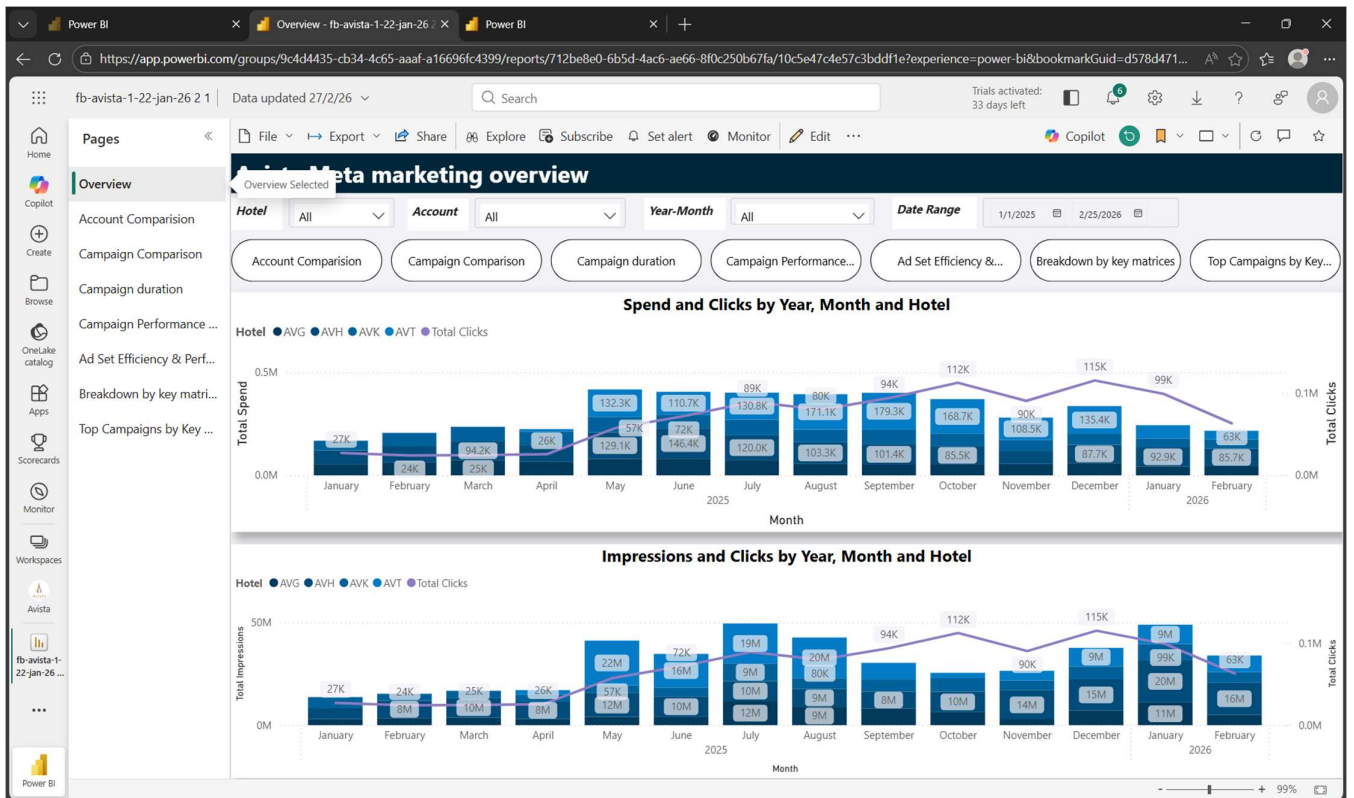 Power BI
Overview - fb-avista-1-22-jan-26 2
Power BI
https://app.powerbi.com/groups/9c4d4435-cb34-4c65-aaaf-a16696fc4399/reports/712be8e0-6b5d-4ac6-ae66-8f0c250b67fa/10c5e47c4e57c3bddf1e?experience=power-bi&bookmarkGuid=d578d471...
fb-avista-1-22-jan-26 2 1
Data updated 27/2/26
Search
Trials activated:
33 days left
6
Home
Copilot
Create
Browse
OneLake
catalog
Apps
Scorecards
Monitor
Workspaces
Avista
fb-avista-1-
22-jan-26 ...
Power BI
Pages
Overview
Account Comparision
Campaign Comparison
Campaign duration
Campaign Performance ...
Ad Set Efficiency & Perf...
Breakdown by key matri...
Top Campaigns by Key ...
File
Export
Share
Explore
Subscribe
Set alert
Monitor
Edit
Copilot
Meta marketing overview
Overview Selected
Hotel
All
Account
All
Year-Month
All
Date Range
1/1/2025
2/25/2026
Account Comparision
Campaign Comparison
Campaign duration
Campaign Performance...
Ad Set Efficiency &...
Breakdown by key matrices
Top Campaigns by Key...
Spend and Clicks by Year, Month and Hotel
Hotel AVG AVH AVK AVT Total Clicks
Total Spend
0.5M
0.0M
27K
24K
94.2K
25K
26K
132.3K
57K
129.1K
110.7K
72K
146.4K
89K
130.8K
120.0K
80K
171.1K
103.3K
94K
179.3K
101.4K
112K
168.7K
85.5K
90K
108.5K
115K
135.4K
87.7K
99K
92.9K
63K
85.7K
0.1M
0.0M
Total Clicks
January February March April May June July August September October November December January February
2025 2026
Month
Impressions and Clicks by Year, Month and Hotel
Hotel AVG AVH AVK AVT Total Clicks
Total Impressions
50M
0M
27K
24K
8M
25K
10M
26K
8M
22M
57K
12M
72K
16M
10M
19M
9M
10M
12M
20M
80K
9M
9M
94K
8M
112K
10M
90K
14M
115K
9M
15M
9M
99K
20M
11M
63K
16M
0.1M
0.0M
Total Clicks
January February March April May June July August September October November December January February
2025 2026
Month
99%